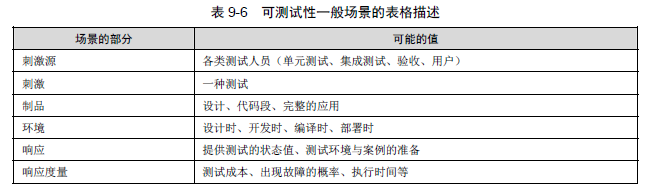 表 9-6 可测试性一般场景的表格描述
场景的部分 可能的值
刺激源 各类测试人员（单元测试、集成测试、验收、用户）
刺激 一种测试
制品 设计、代码段、完整的应用
环境 设计时、开发时、编译时、部署时
响应 提供测试的状态值、测试环境与案例的准备
响应度量 测试成本、出现故障的概率、执行时间等